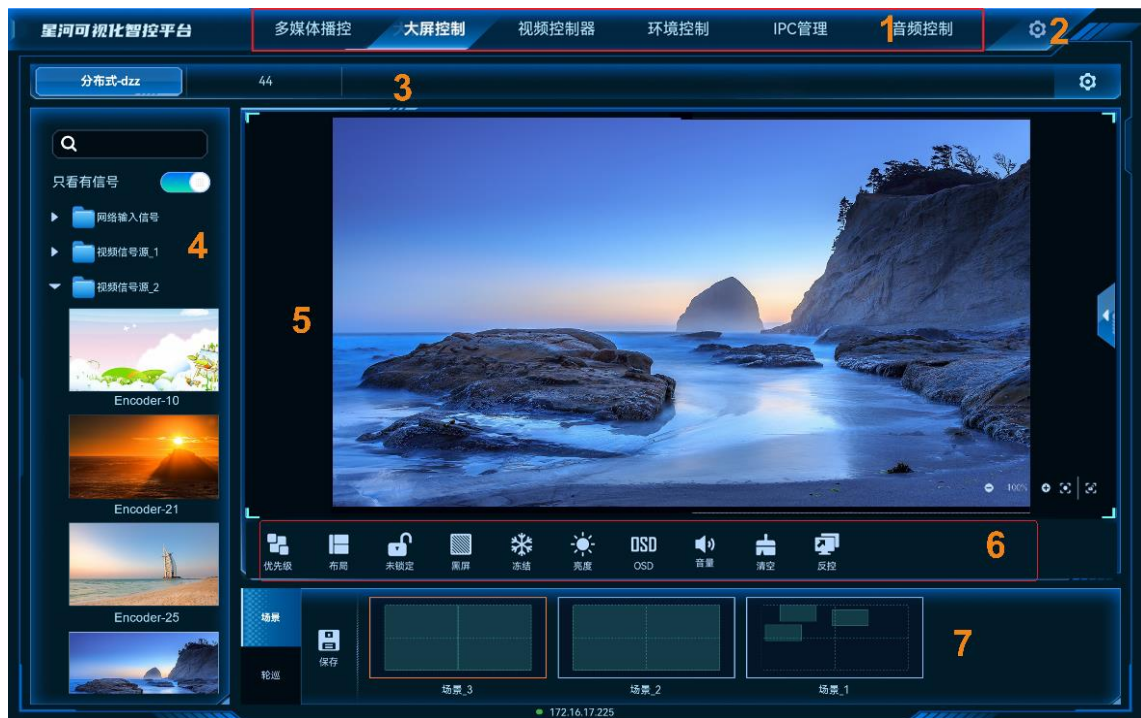 星河可视化智控平台
多媒体播控 大屏控制 视频控制器 环境控制 IPC管理 1 音频控制 2
分布式-dzz 44 3
只看有信号
网络输入信号
视频信号源_1
4
视频信号源_2
Encoder-10
Encoder-21
Encoder-25
5
100%
优先级 布局 未锁定 黑屏 冻结 亮度 OSD OSD 音量 清空 反控 6
场景
轮巡
保存
场景_3 场景_2 场景_1 7
172.16.17.225